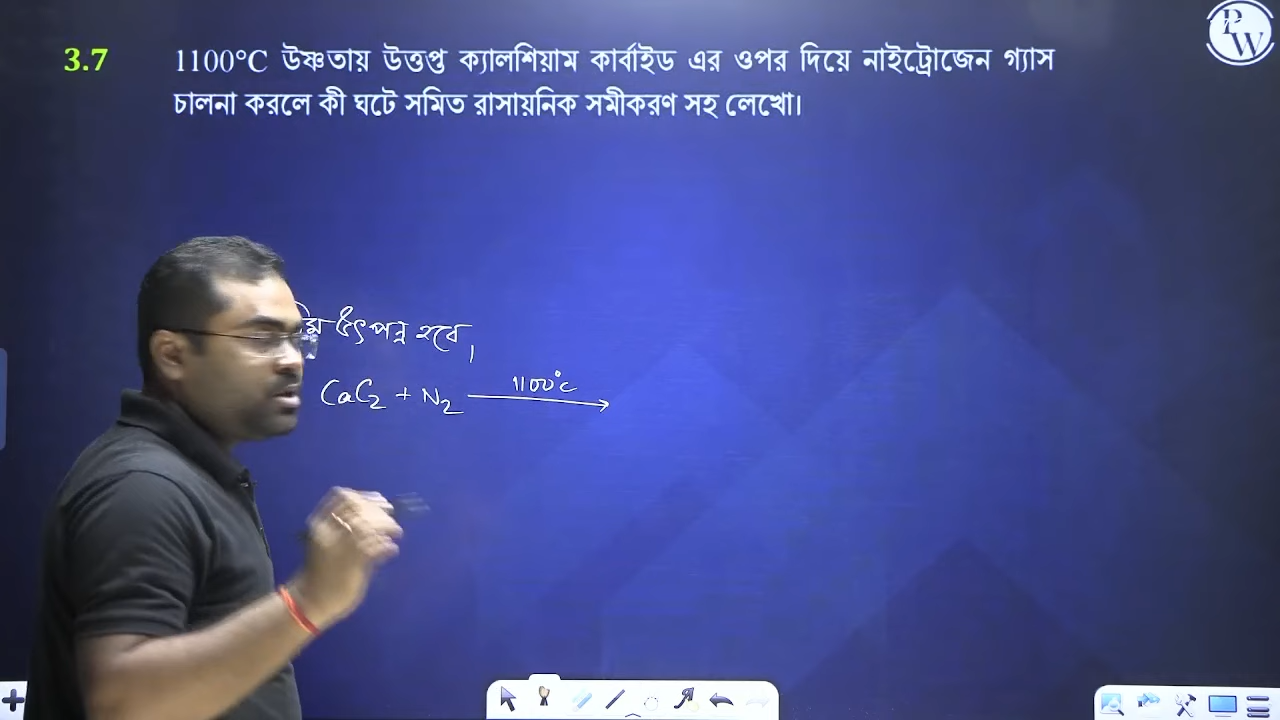 PW
3.7 1100°C উষ্ণতায় উত্তপ্ত ক্যালশিয়াম কার্বাইড এর ওপর দিয়ে নাইট্রোজেন গ্যাস
চালনা করলে কী ঘটে সমিত রাসায়নিক সমীকরণ সহ লেখো।
উৎপন্ন হবে,
CaC₂ + N₂ 1100°C →